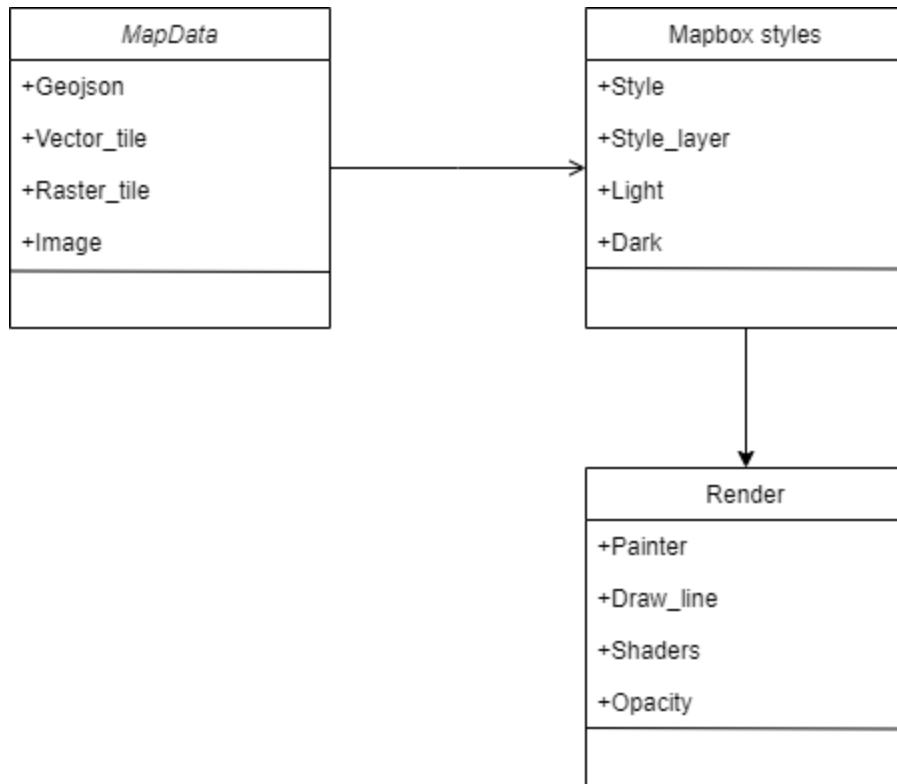 MapData
+Geojson
+Vector_tile
+Raster_tile
+Image
Mapbox styles
+Style
+Style_layer
+Light
+Dark
Render
+Painter
+Draw_line
+Shaders
+Opacity